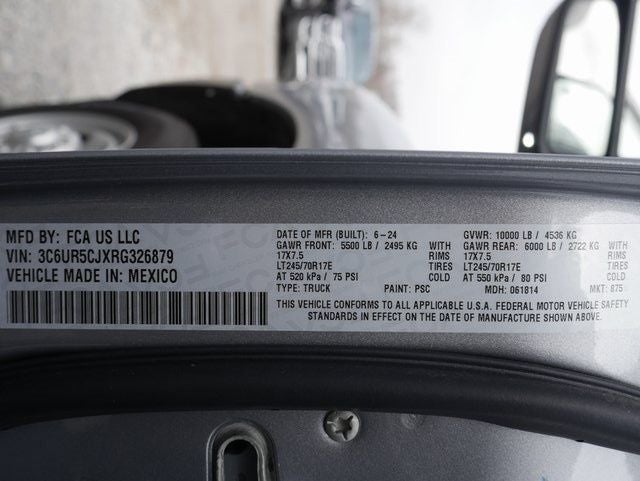 MFD BY: FCA US LLC
VIN: 3C6UR5CJXRG326879
VEHICLE MADE IN: MEXICO
DATE OF MFR (BUILT): 6-24 GVWR: 10000 LB / 4536 KG
GAWR FRONT: 5500 LB / 2495 KG WITH GAWR REAR: 6000 LB / 2722 KG WITH
17X7.5 RIMS 17X7.5 RIMS
LT245/70R17E TIRES LT245/70R17E TIRES
AT 520 kPa / 75 PSI COLD AT 550 kPa / 80 PSI COLD
TYPE: TRUCK PAINT: PSC MDH: 061814 MKT: 875
THIS VEHICLE CONFORMS TO ALL APPLICABLE U.S.A. FEDERAL MOTOR VEHICLE SAFETY
STANDARDS IN EFFECT ON THE DATE OF MANUFACTURE SHOWN ABOVE.